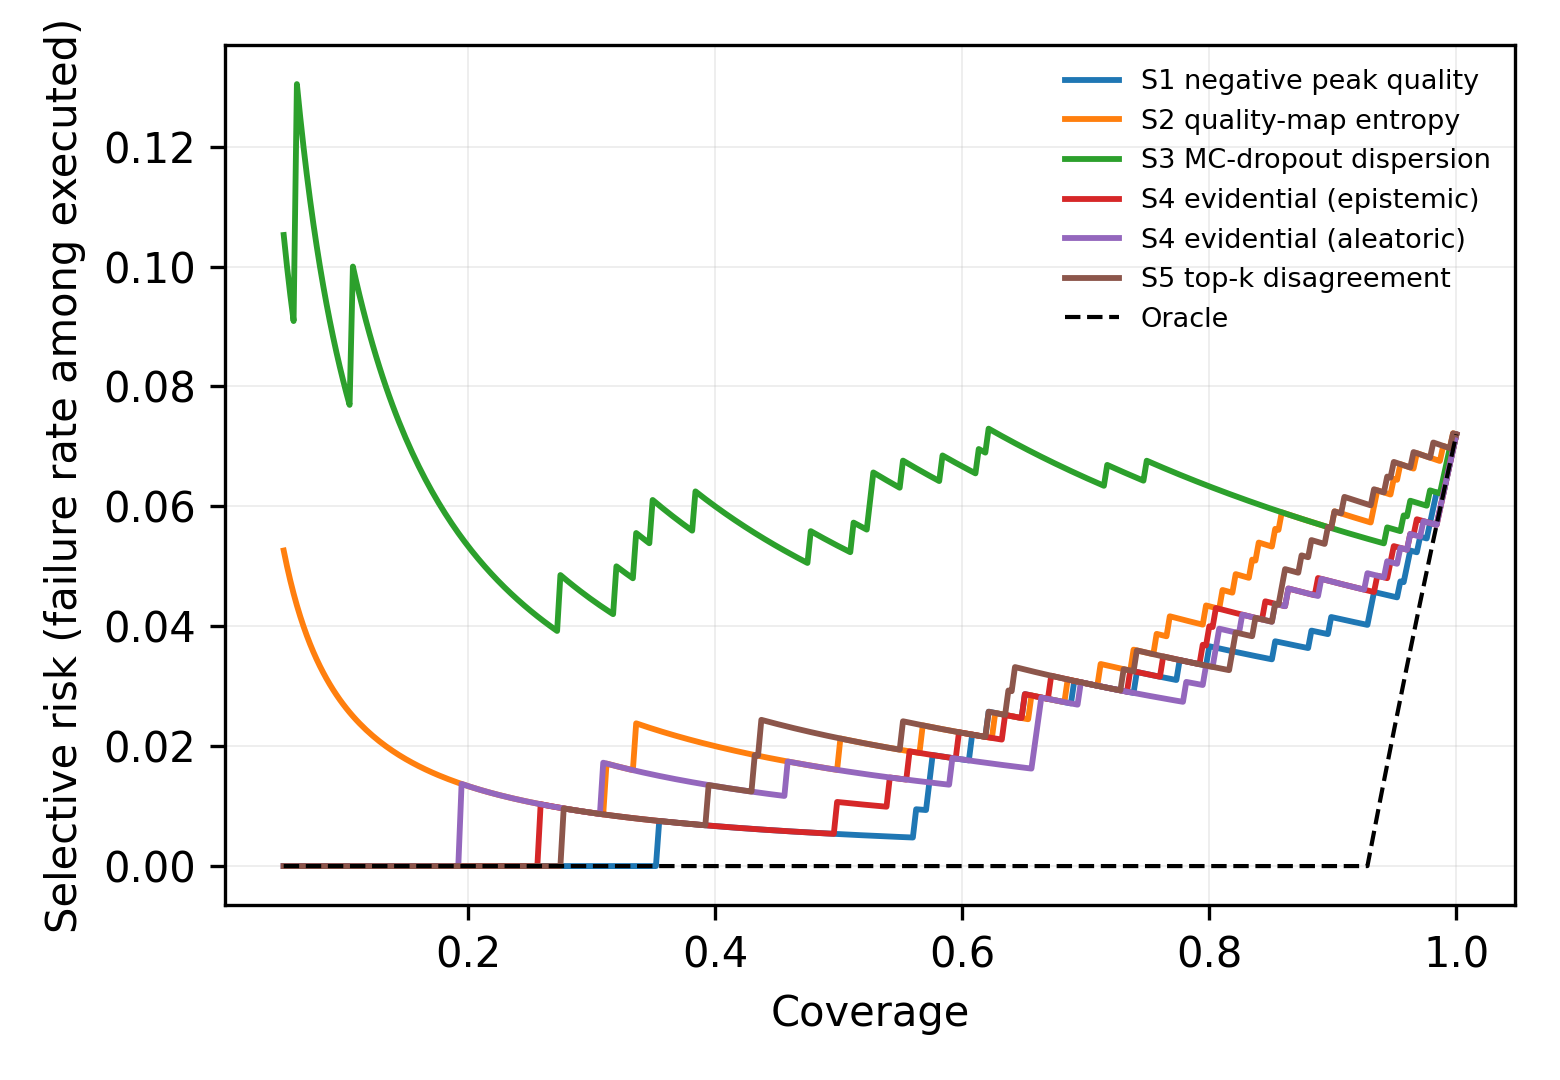 Selective risk (failure rate among executed)
0.12
0.10
0.08
0.06
0.04
0.02
0.00
S1 negative peak quality
S2 quality-map entropy
S3 MC-dropout dispersion
S4 evidential (epistemic)
S4 evidential (aleatoric)
S5 top-k disagreement
Oracle
0.2 0.4 0.6 0.8 1.0
Coverage